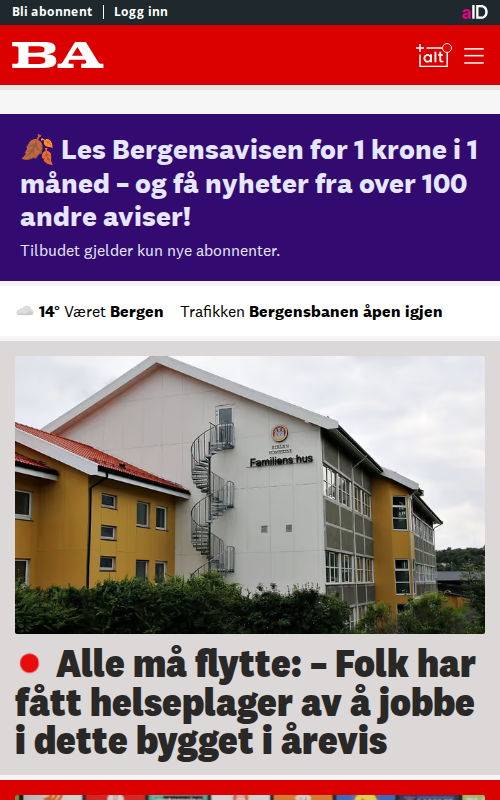 Bli abonnent | Logg inn
aID
BA
+alt
🍂 Les Bergensavisen for 1 krone i 1
måned – og få nyheter fra over 100
andre aviser!
Tilbudet gjelder kun nye abonnenter.
14° Været Bergen Trafikken Bergensbanen åpen igjen
Familiens hus
Alle må flytte: – Folk har
fått helseplager av å jobbe
i dette bygget i årevis